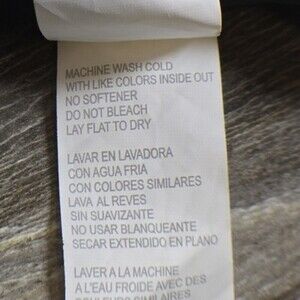 MACHINE WASH COLD
WITH LIKE COLORS INSIDE OUT
NO SOFTENER
DO NOT BLEACH
LAY FLAT TO DRY
LAVAR EN LAVADORA
CON AGUA FRIA
CON COLORES SIMILARES
LAVA AL REVES
SIN SUAVIZANTE
NO USAR BLANQUEANTE
SECAR EXTENDIDO EN PLANO
LAVER A LA MACHINE
A L'EAU FROIDE AVEC DES
COULEURS SIMILAIRES